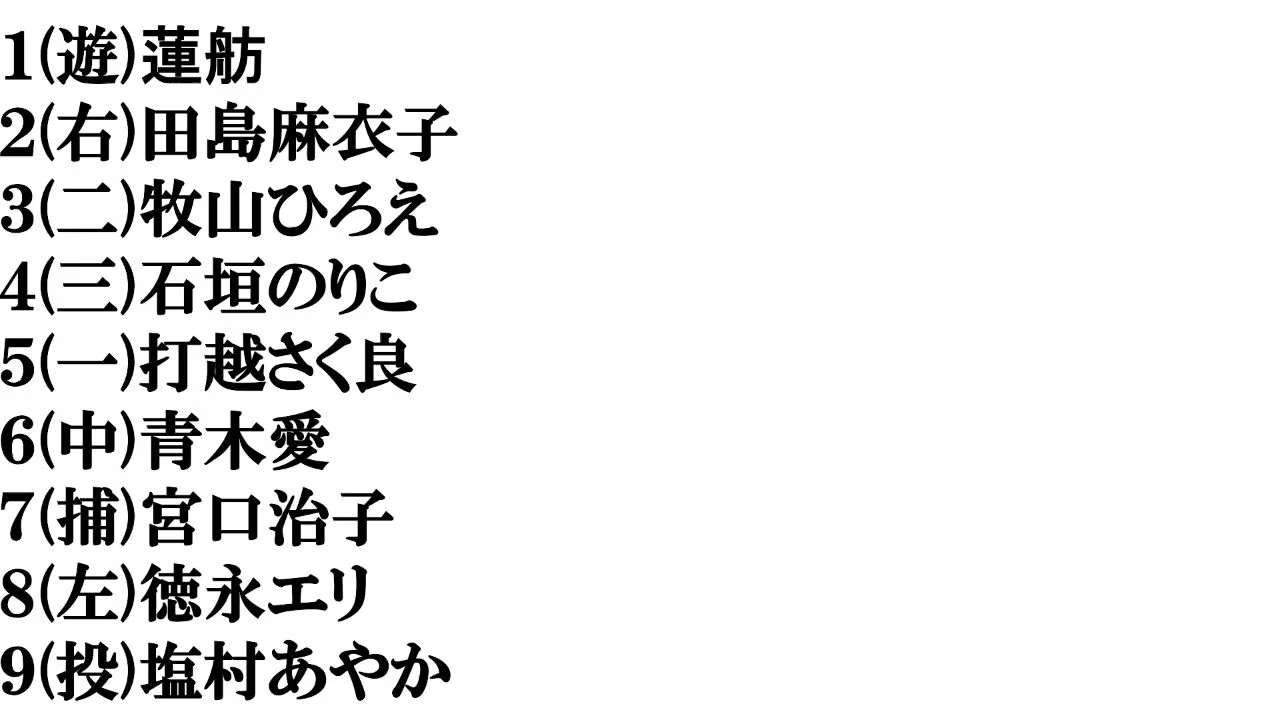 1(遊)蓮舫
2(右)田島麻衣子
3(二)牧山ひろえ
4(三)石垣のりこ
5(一)打越さく良
6(中)青木愛
7(捕)宮口治子
8(左)徳永エリ
9(投)塩村あやか